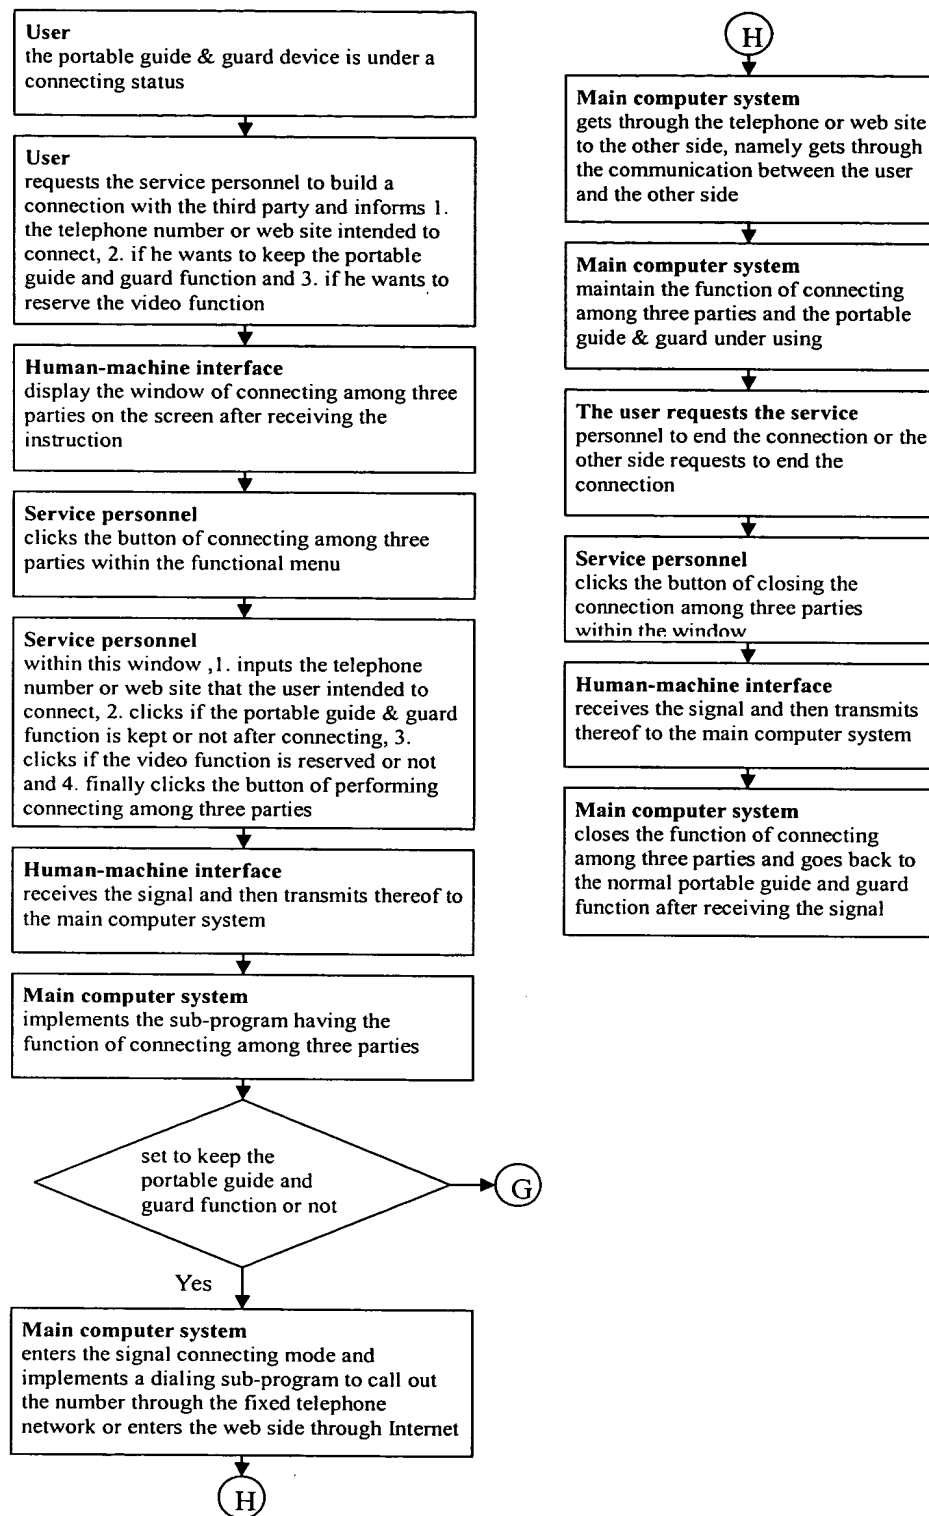 User
the portable guide & guard device is under a
connecting status
User
requests the service personnel to build a
connection with the third party and informs 1.
the telephone number or web site intended to
connect, 2. if he wants to keep the portable
guide and guard function and 3. if he wants to
reserve the video function
Human-machine interface
display the window of connecting among three
parties on the screen after receiving the
instruction
Service personnel
clicks the button of connecting among three
parties within the functional menu
Service personnel
within this window ,1. inputs the telephone
number or web site that the user intended to
connect, 2. clicks if the portable guide & guard
function is kept or not after connecting, 3.
clicks if the video function is reserved or not
and 4. finally clicks the button of performing
connecting among three parties
Human-machine interface
receives the signal and then transmits thereof to
the main computer system
Main computer system
implements the sub-program having the
function of connecting among three parties
set to keep the
portable guide and
guard function or not
G
Yes
Main computer system
enters the signal connecting mode and
implements a dialing sub-program to call out
the number through the fixed telephone
network or enters the web side through Internet
H
H
Main computer system
gets through the telephone or web site
to the other side, namely gets through
the communication between the user
and the other side
Main computer system
maintain the function of connecting
among three parties and the portable
guide & guard under using
The user requests the service
personnel to end the connection or the
other side requests to end the
connection
Service personnel
clicks the button of closing the
connection among three parties
within the window
Human-machine interface
receives the signal and then transmits
thereof to the main computer system
Main computer system
closes the function of connecting
among three parties and goes back to
the normal portable guide and guard
function after receiving the signal